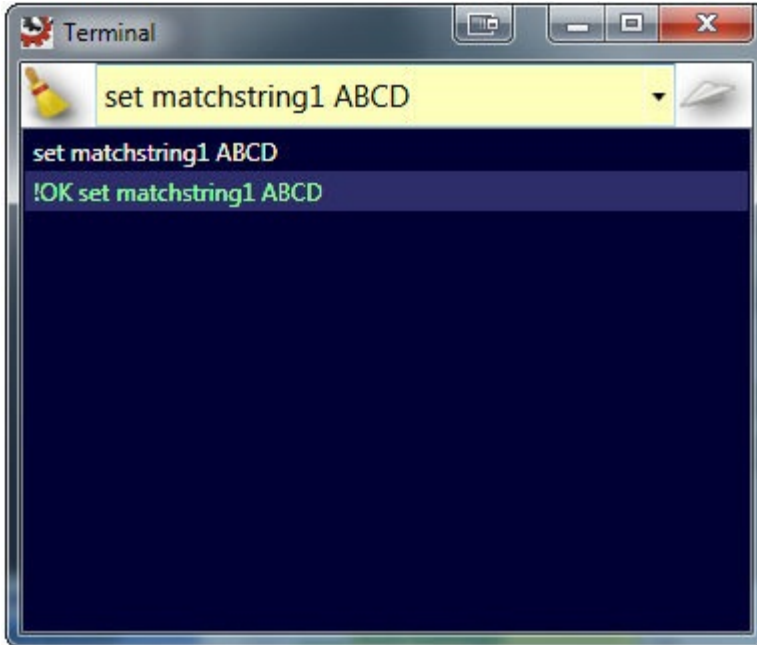 Terminal
set matchstring1 ABCD
set matchstring1 ABCD
!OK set matchstring1 ABCD